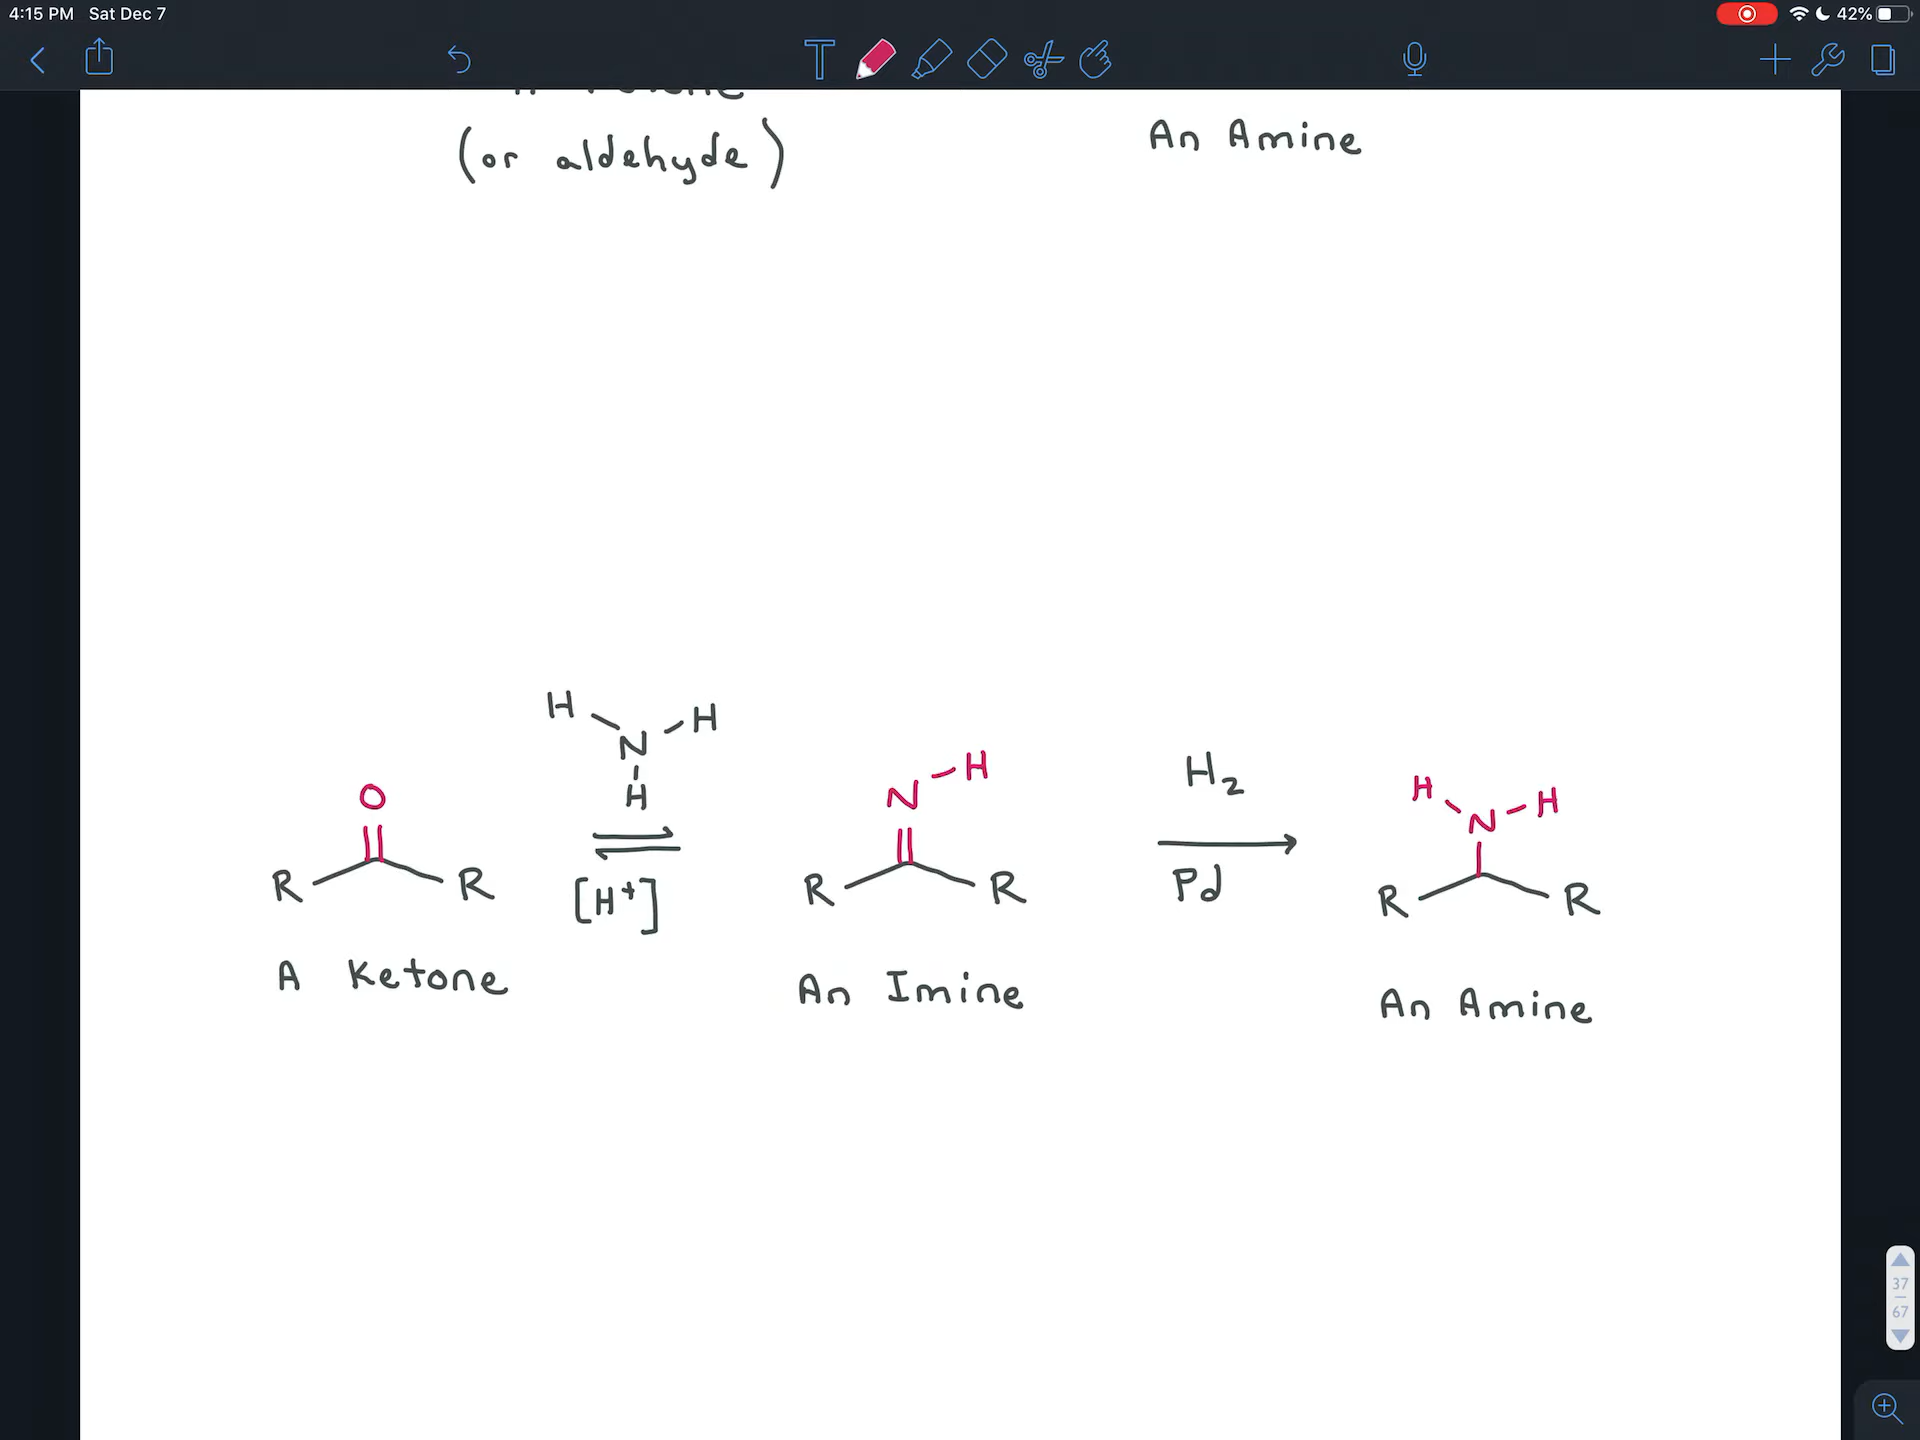 4:15 PM Sat Dec 7
42%
T
(or aldehyde)
An Amine
H H
N
H
O
R R
[H+]
A Ketone
N H
R R
An Imine
H2
Pd
H H
N
R R
An Amine
37
67